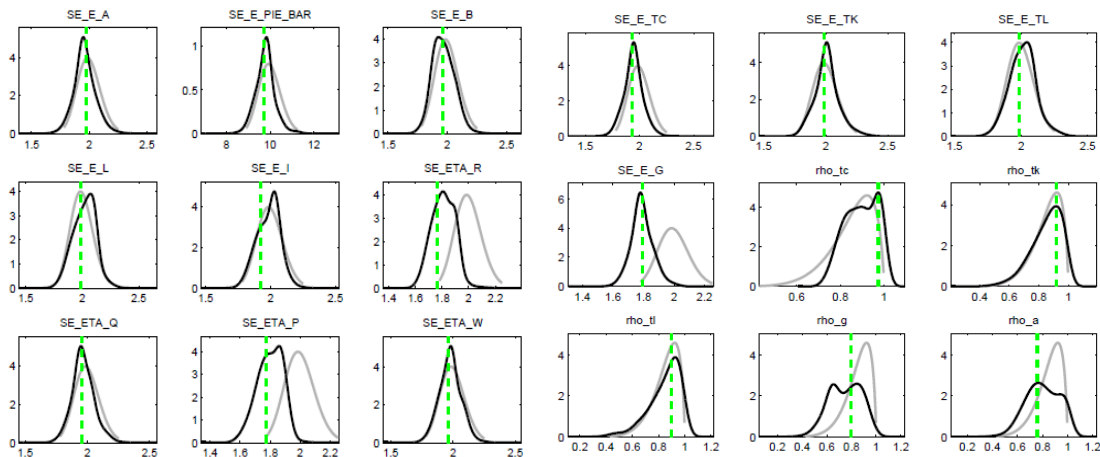 SE_E_A SE_E_PIE_BAR SE_E_B SE_E_TC SE_E_TK SE_E_TL
4 2 0 1.5 2 2.5
1 0.5 0 8 10 12
4 2 0 1.5 2 2.5
6 4 2 0 1.5 2 2.5
4 2 0 1.5 2 2.5
4 3 2 1 0 1.5 2 2.5
SE_E_L SE_E_I SE_ETA_R SE_E_G rho_tc rho_tk
4 3 2 1 0 1.5 2 2.5
4 2 0 1.5 2 2.5
4 3 2 1 0 1.4 1.6 1.8 2 2.2
6 4 2 0 1.4 1.6 1.8 2 2.2
4 2 0 0.6 0.8 1
4 2 0 0.4 0.6 0.8 1
SE_ETA_Q SE_ETA_P SE_ETA_W rho_tl rho_g rho_a
4 2 0 1.5 2 2.5
4 2 0 1.4 1.6 1.8 2 2.2
4 2 0 1.5 2 2.5
4 2 0 0.2 0.4 0.6 0.8 1 1.2
4 2 0 0.2 0.4 0.6 0.8 1 1.2
4 2 0 0.2 0.4 0.6 0.8 1 1.2